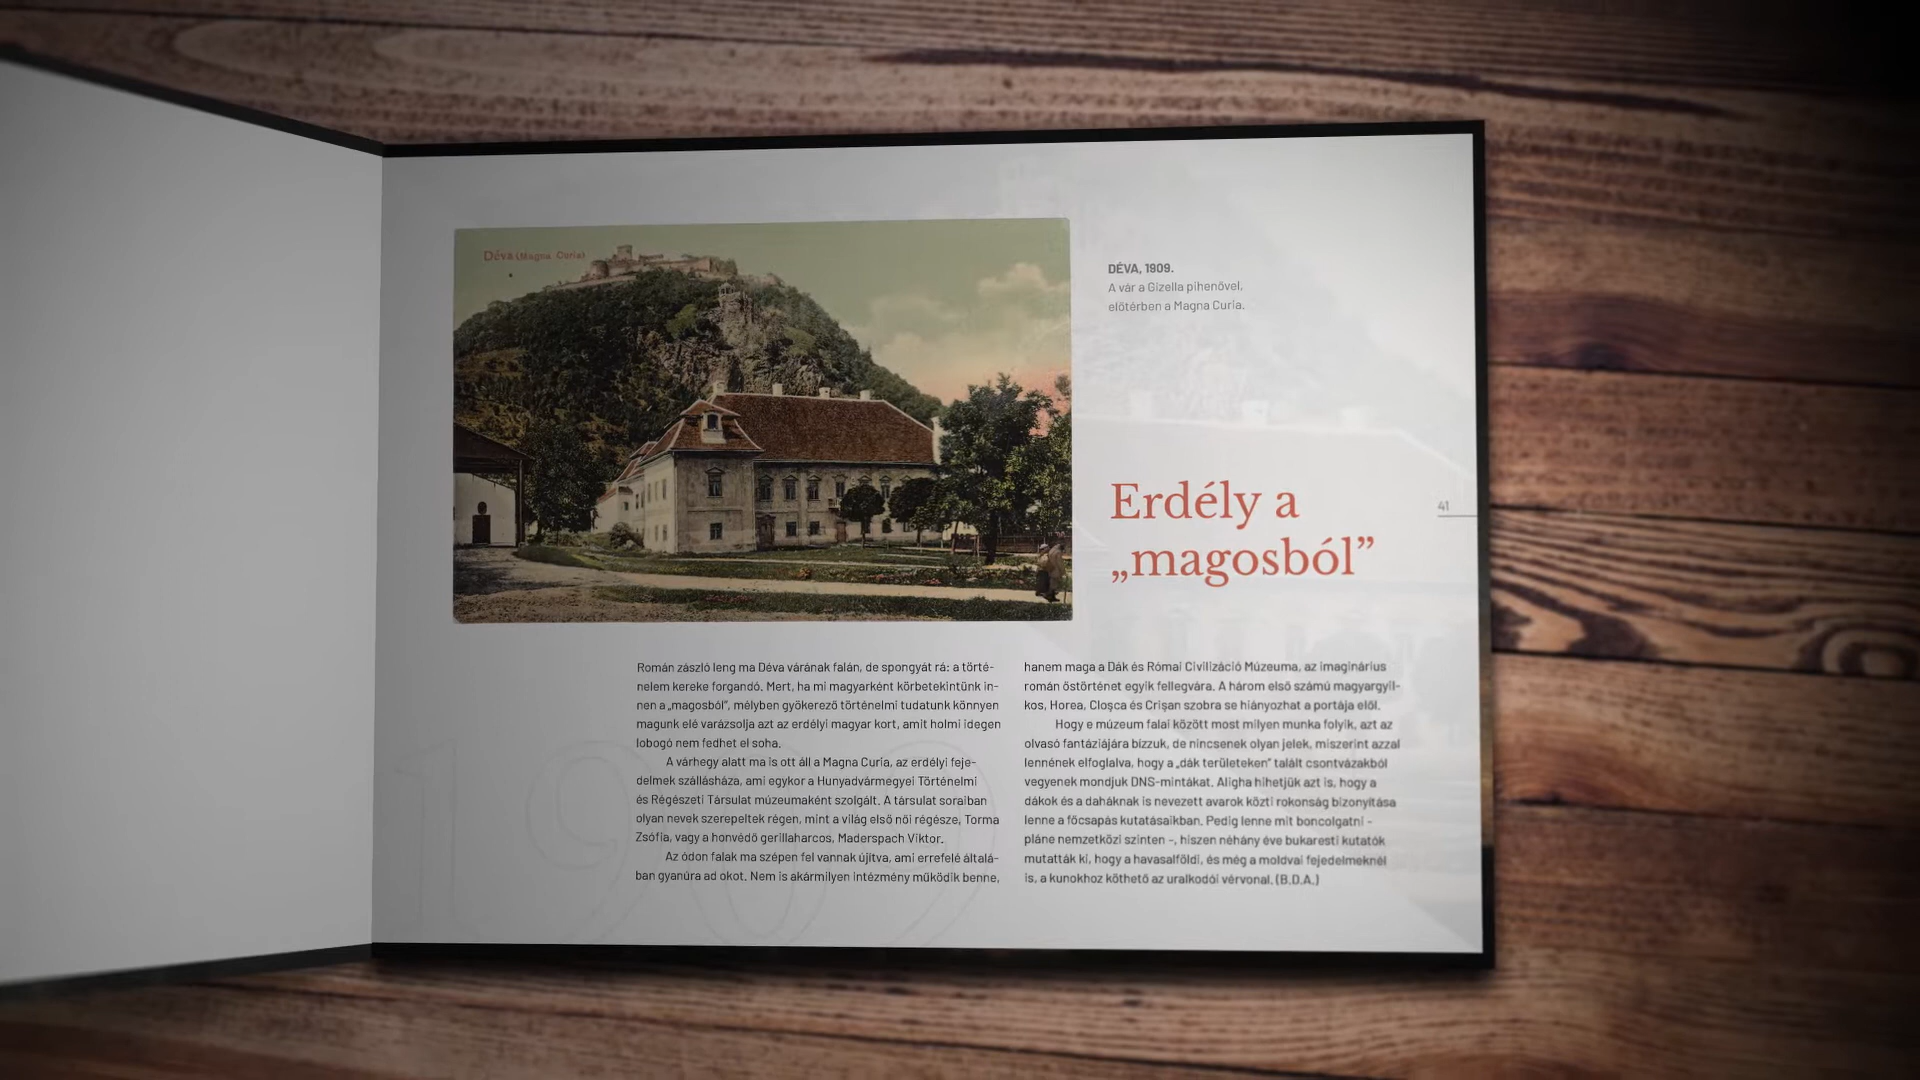 Déva (Magna Curia)
DÉVA, 1909.
A vár a Gizella pihenővel,
előtérben a Magna Curia.
Erdély a
„magosból”
41
Román zászló leng ma Déva várának falán, de spongyát rá: a törté-
nelem kereke forgandó. Mert, ha mi magyarként körbetekintünk in-
nen a „magosból”, mélyben gyökerező történelmi tudatunk könnyen
magunk elé varázsolja azt az erdélyi magyar kort, amit holmi idegen
lobogó nem fedhet el soha.
A várhegy alatt ma is ott áll a Magna Curia, az erdélyi feje-
delmek szállásháza, ami egykor a Hunyadvármegyei Történelmi
és Régészeti Társulat múzeumaként szolgált. A társulat soraiban
olyan nevek szerepeltek régen, mint a világ első női régésze, Torma
Zsófia, vagy a honvédő gerillaharcos, Maderspach Viktor.
Az ódon falak ma szépen fel vannak újítva, ami errefelé általá-
ban gyanúra ad okot. Nem is akármilyen intézmény működik benne,
hanem maga a Dák és Római Civilizáció Múzeuma, az imaginárius
román őstörténet egyik fellegvára. A három első számú magyargyil-
kos, Horea, Cloșca és Crișan szobra se hiányozhat a portája elől.
Hogy e múzeum falai között most milyen munka folyik, azt az
olvasó fantáziájára bízzuk, de nincsenek olyan jelek, miszerint azzal
lennének elfoglalva, hogy a „dák területeken” talált csontvázakból
vegyenek mondjuk DNS-mintákat. Aligha hihetjük azt is, hogy a
dákok és a daháknak is nevezett avarok közti rokonság bizonyítása
lenne a főcsapás kutatásaikban. Pedig lenne mit boncolgatni –
pláne nemzetközi szinten –, hiszen néhány éve bukaresti kutatók
mutatták ki, hogy a havasalföldi, és még a moldvai fejedelmeknél
is, a kunokhoz köthető az uralkodói vérvonal. (B.D.A.)
1909